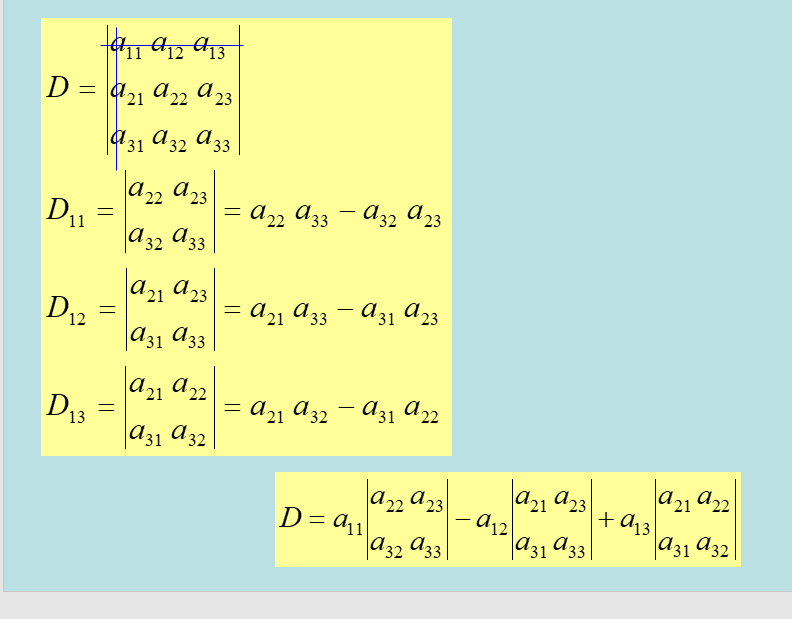 a₁₁ a₁₂ a₁₃
D = a₂₁ a₂₂ a₂₃
a₃₁ a₃₂ a₃₃
a₂₂ a₂₃
D₁₁ = = a₂₂ a₃₃ − a₃₂ a₂₃
a₃₂ a₃₃
a₂₁ a₂₃
D₁₂ = = a₂₁ a₃₃ − a₃₁ a₂₃
a₃₁ a₃₃
a₂₁ a₂₂
D₁₃ = = a₂₁ a₃₂ − a₃₁ a₂₂
a₃₁ a₃₂
D = a₁₁ |a₂₂ a₂₃| − a₁₂ |a₂₁ a₂₃| + a₁₃ |a₂₁ a₂₂|
|a₃₂ a₃₃| |a₃₁ a₃₃| |a₃₁ a₃₂|